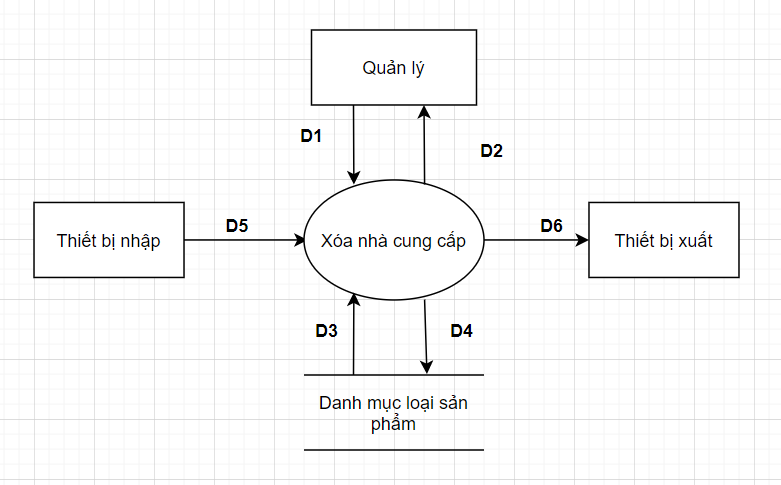 Quản lý
D1
D2
Thiết bị nhập
D5
Xóa nhà cung cấp
D6
Thiết bị xuất
D3
D4
Danh mục loại sản
phẩm